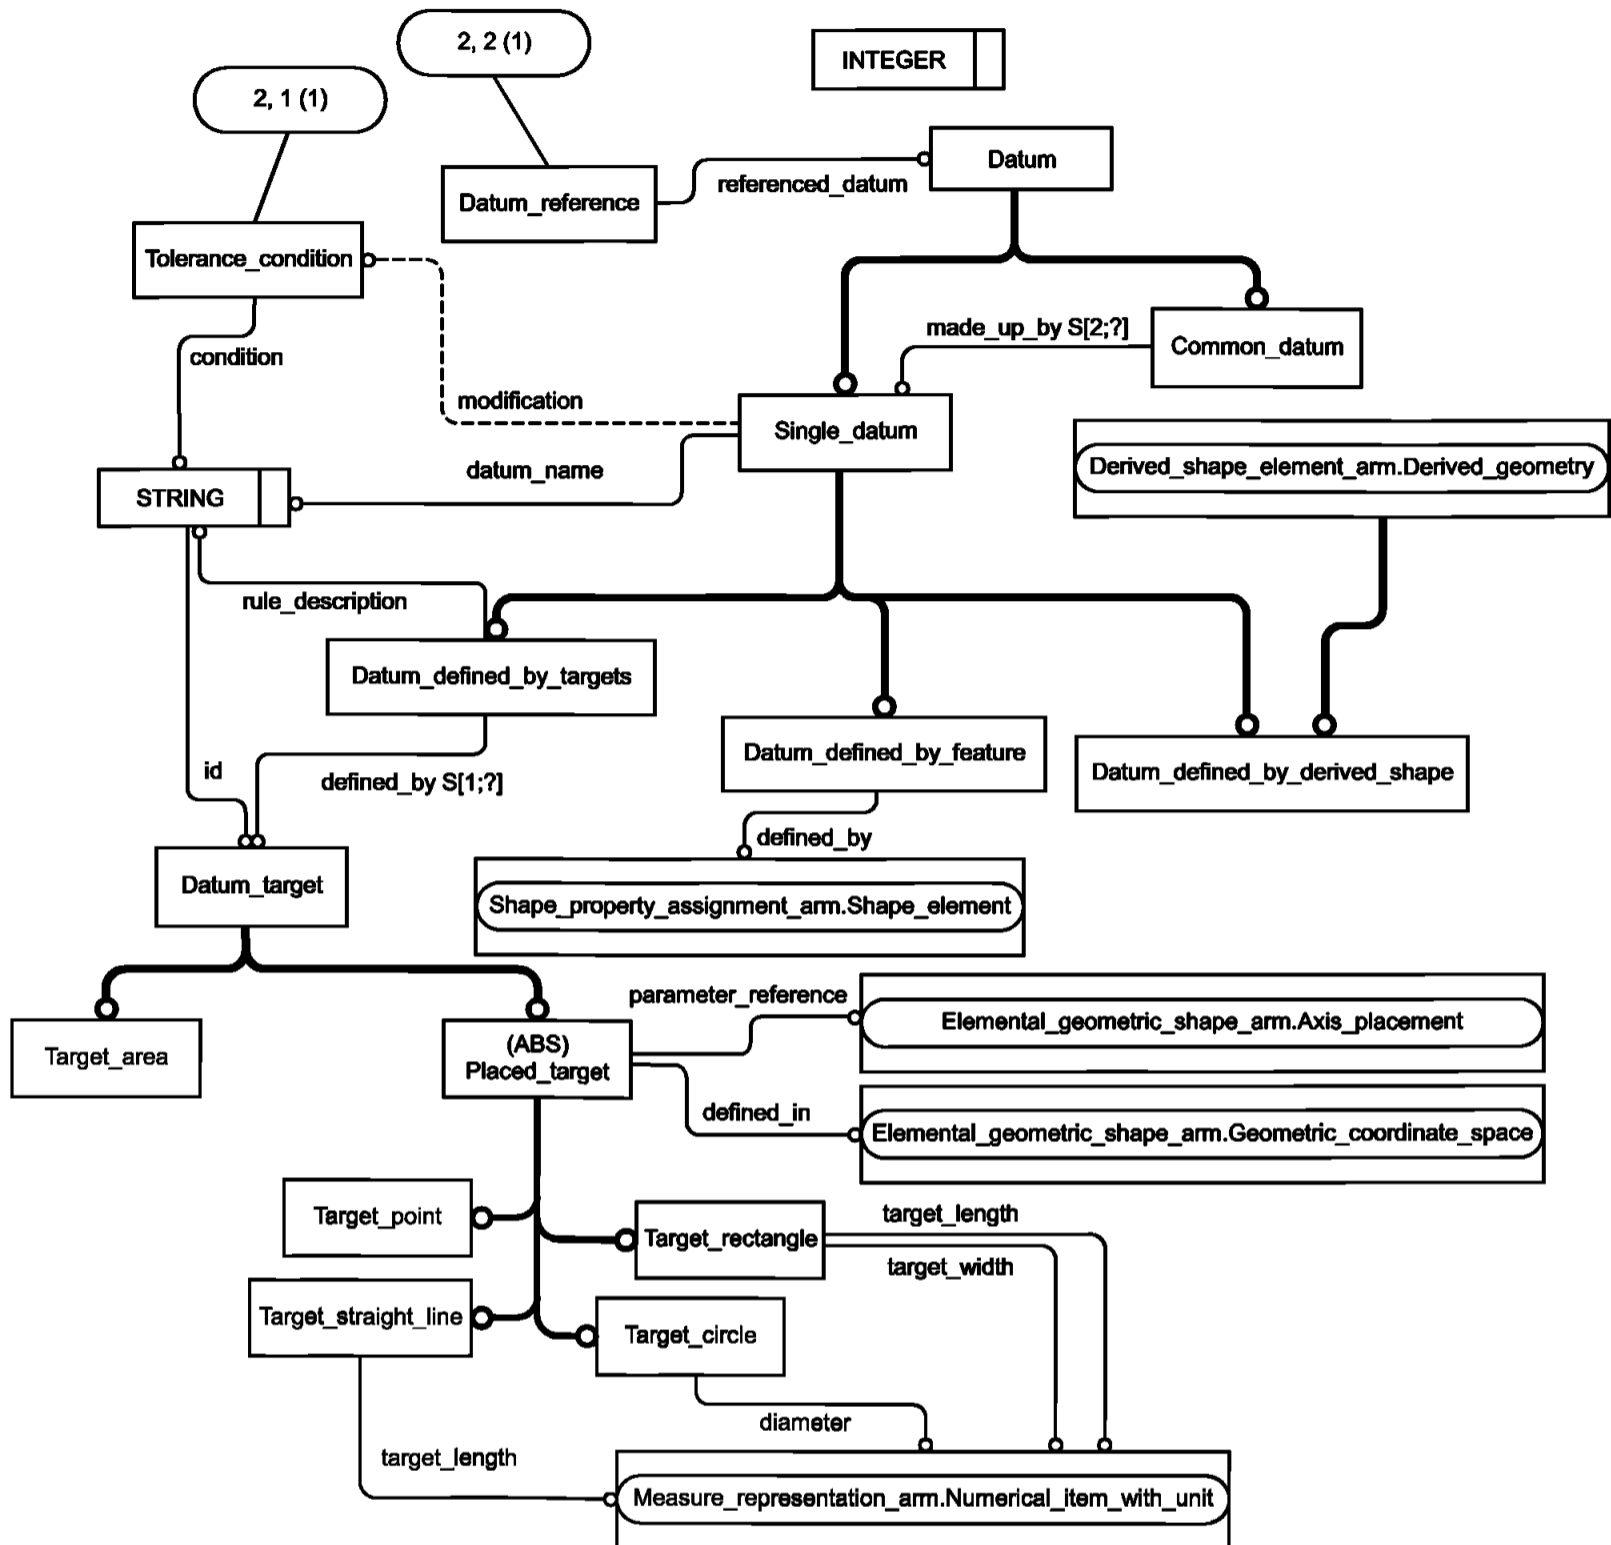 2, 2 (1)
INTEGER
2, 1 (1)
Datum
referenced_datum
Datum_reference
Tolerance_condition
made_up_by S[2;?]
Common_datum
condition
modification
Single_datum
Derived_shape_element_arm.Derived_geometry
datum_name
STRING
rule_description
Datum_defined_by_targets
Datum_defined_by_feature
id
defined_by S[1;?]
Datum_defined_by_derived_shape
defined_by
Datum_target
Shape_property_assignment_arm.Shape_element
parameter_reference
Elemental_geometric_shape_arm.Axis_placement
(ABS)
Target_area
Placed_target
defined_in
Elemental_geometric_shape_arm.Geometric_coordinate_space
Target_point
target_length
Target_rectangle
target_width
Target_straight_line
Target_circle
diameter
target_length
Measure_representation_arm.Numerical_item_with_unit